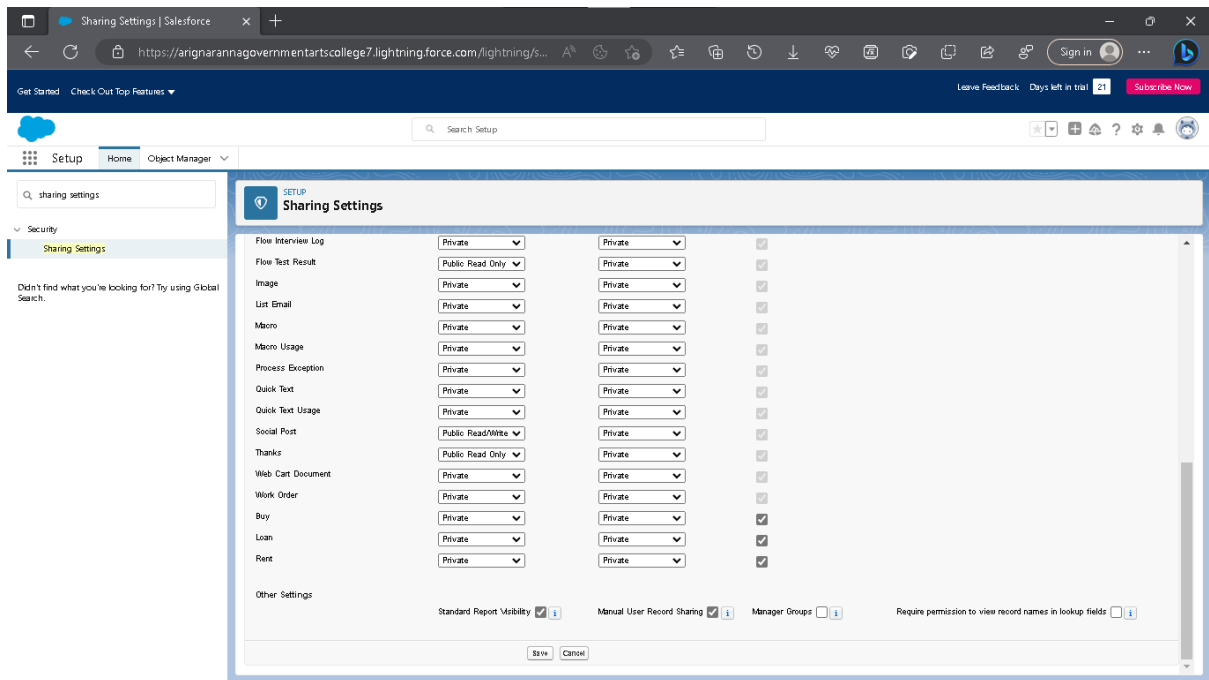 Sharing Settings | Salesforce
https://arignarannagovernmentartscollege7.lightning.force.com/lightning/s...
Sign in
Get Started Check Out Top Features
Leave Feedback Days left in trial 21 Subscribe Now
Search Setup
Setup Home Object Manager
sharing settings
Security
Sharing Settings
Didn't find what you're looking for? Try using Global
Search.
SETUP
Sharing Settings
Flow Interview Log Private Private
Flow Test Result Public Read Only Private
Image Private Private
List Email Private Private
Macro Private Private
Macro Usage Private Private
Process Exception Private Private
Quick Text Private Private
Quick Text Usage Private Private
Social Post Public Read/Write Private
Thanks Public Read Only Private
Web Cart Document Private Private
Work Order Private Private
Buy Private Private
Loan Private Private
Rent Private Private
Other Settings
Standard Report Visibility i Manual User Record Sharing i Manager Groups i Require permission to view record names in lookup fields i
Save Cancel